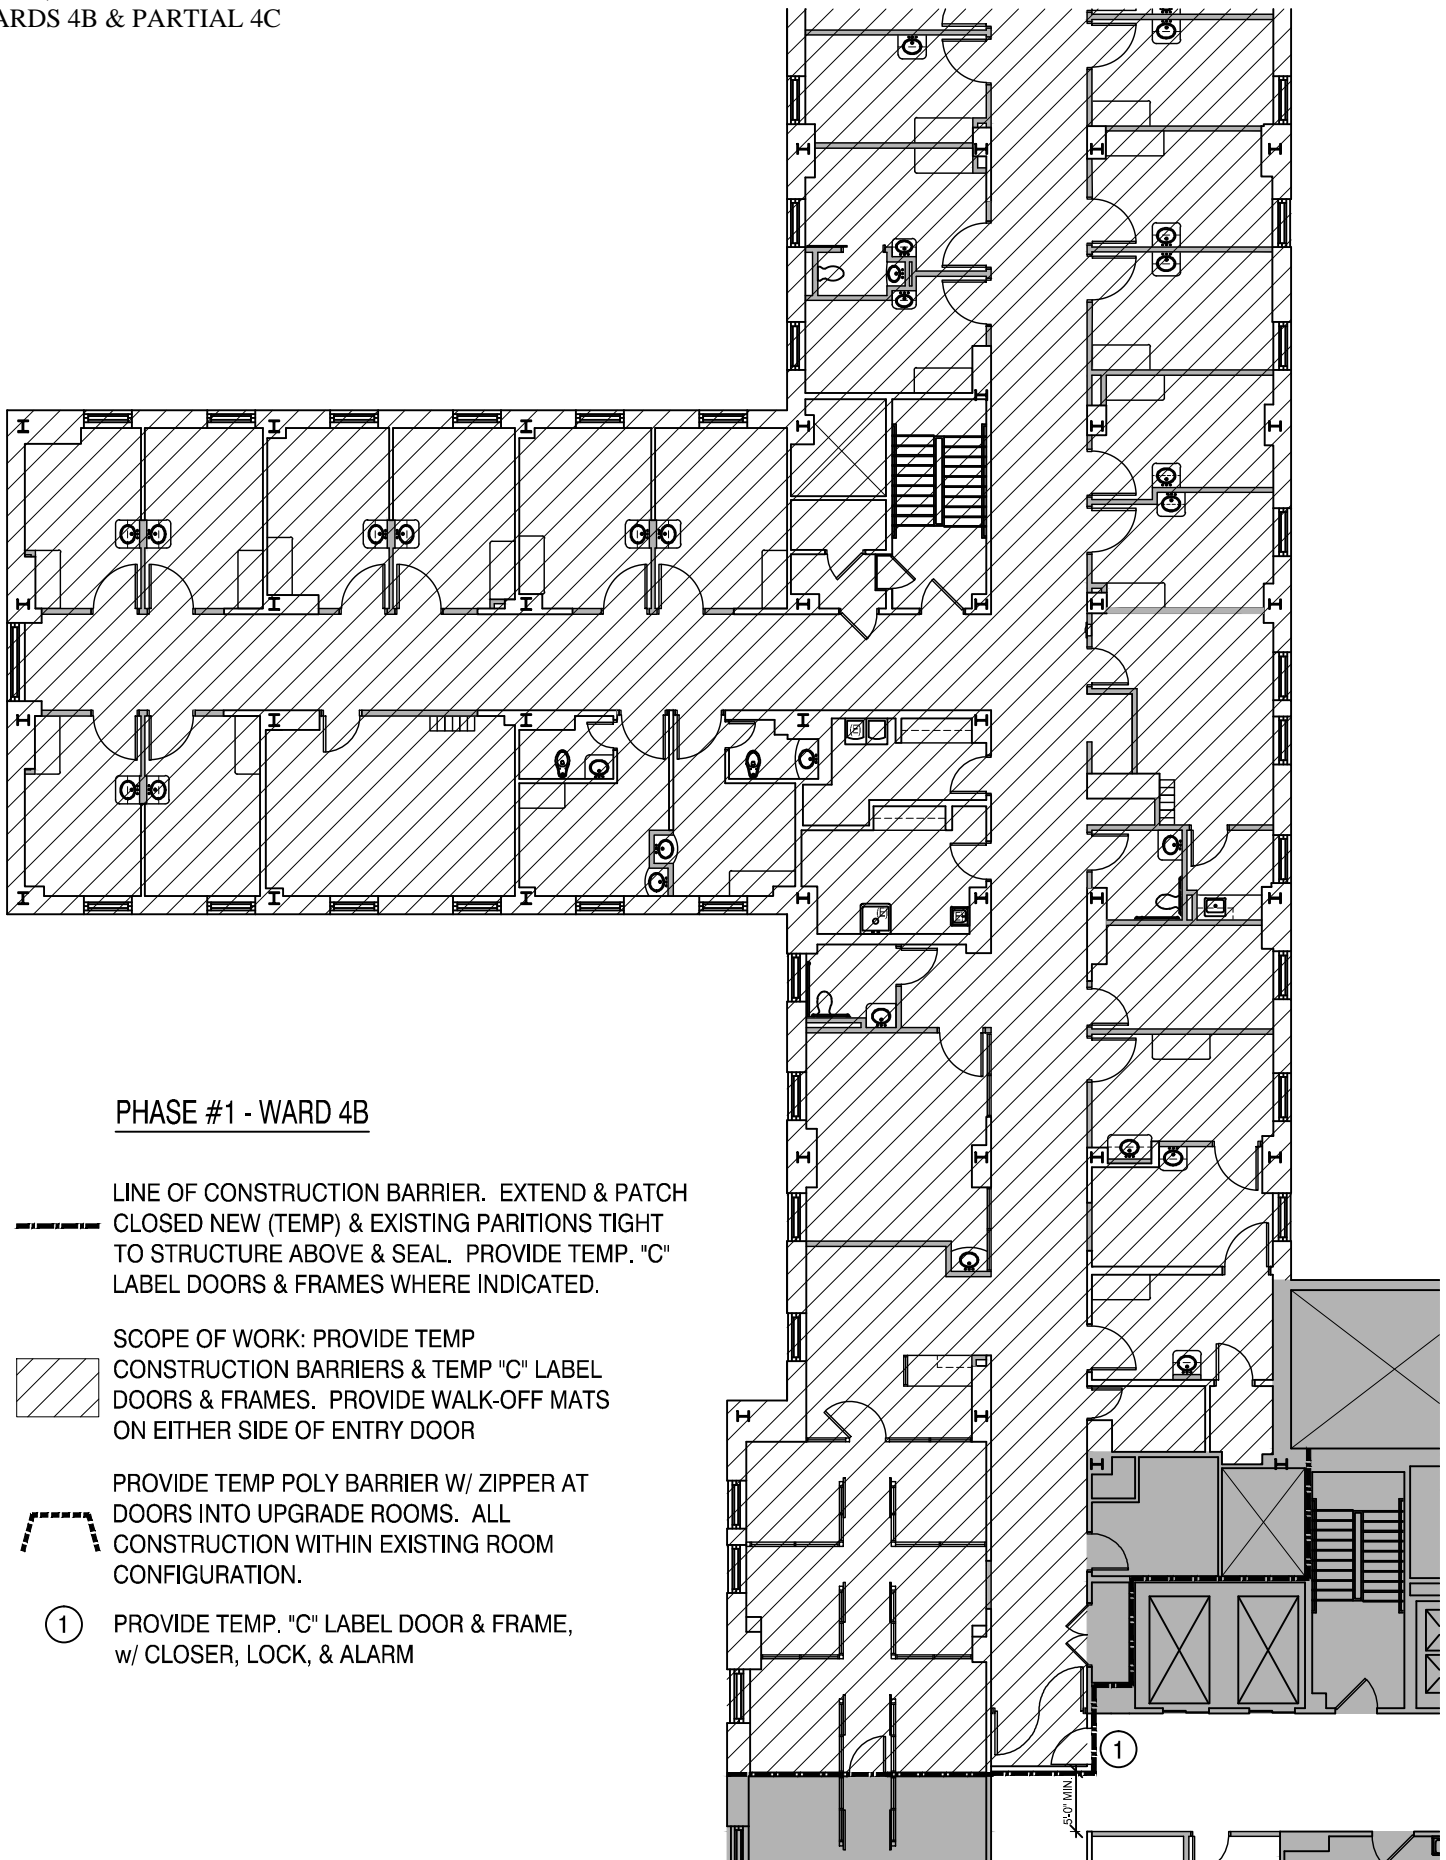 ARDS 4B & PARTIAL 4C
PHASE #1 - WARD 4B
LINE OF CONSTRUCTION BARRIER. EXTEND & PATCH
CLOSED NEW (TEMP) & EXISTING PARITIONS TIGHT
TO STRUCTURE ABOVE & SEAL. PROVIDE TEMP. "C"
LABEL DOORS & FRAMES WHERE INDICATED.
SCOPE OF WORK: PROVIDE TEMP
CONSTRUCTION BARRIERS & TEMP "C" LABEL
DOORS & FRAMES. PROVIDE WALK-OFF MATS
ON EITHER SIDE OF ENTRY DOOR
PROVIDE TEMP POLY BARRIER W/ ZIPPER AT
DOORS INTO UPGRADE ROOMS. ALL
CONSTRUCTION WITHIN EXISTING ROOM
CONFIGURATION.
1 PROVIDE TEMP. "C" LABEL DOOR & FRAME,
w/ CLOSER, LOCK, & ALARM
1
5'-0" MIN.